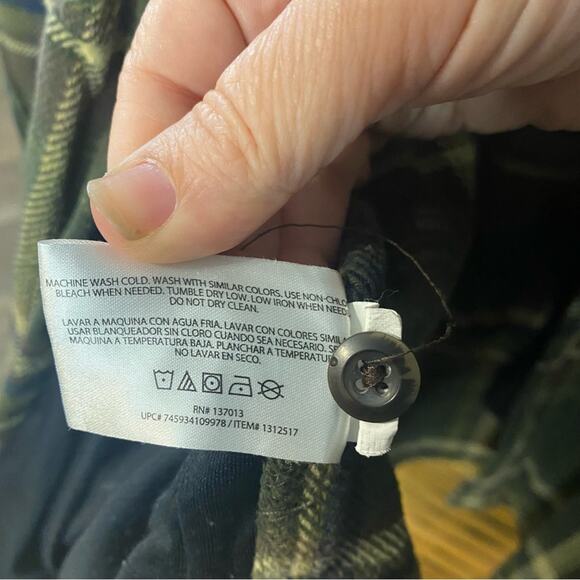 MACHINE WASH COLD. WASH WITH SIMILAR COLORS. USE NON-CHLO
BLEACH WHEN NEEDED. TUMBLE DRY LOW. LOW IRON WHEN NEED
DO NOT DRY CLEAN.
LAVAR A MAQUINA CON AGUA FRIA. LAVAR CON COLORES SIMILA
USAR BLANQUEADOR SIN CLORO CUANDO SEA NECESARIO. SE
MAQUINA A TEMPERATURA BAJA. PLANCHAR A TEMPERATUR
NO LAVAR EN SECO.
RN# 137013
UPC# 745934109978 / ITEM# 1312517